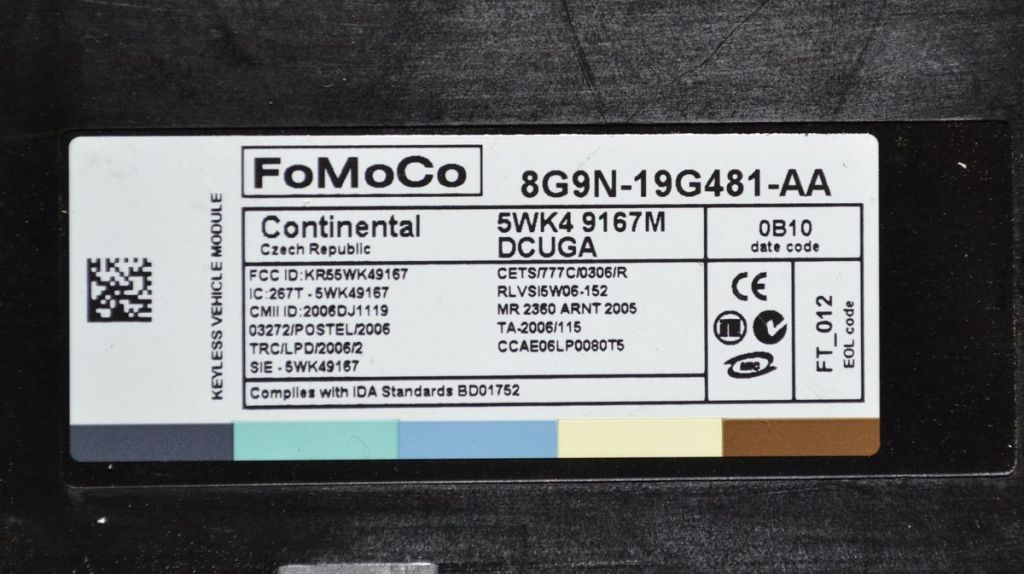 KEYLESS VEHICLE MODULE
FoMoCo
8G9N-19G481-AA
Continental
Czech Republic
5WK4 9167M
DCUGA
0B10
date code
FCC ID:KR55WK49167
IC:267T - 5WK49167
CMII ID:2006DJ1119
03272/POSTEL/2006
TRC/LPD/2006/2
SIE - 5WK49167
CETS/777C/0306/R
RLVSI5W06-152
MR 2360 ARNT 2005
TA-2006/115
CCAE06LP0080T5
Complies with IDA Standards BD01752
CE
FT_012
EOL code